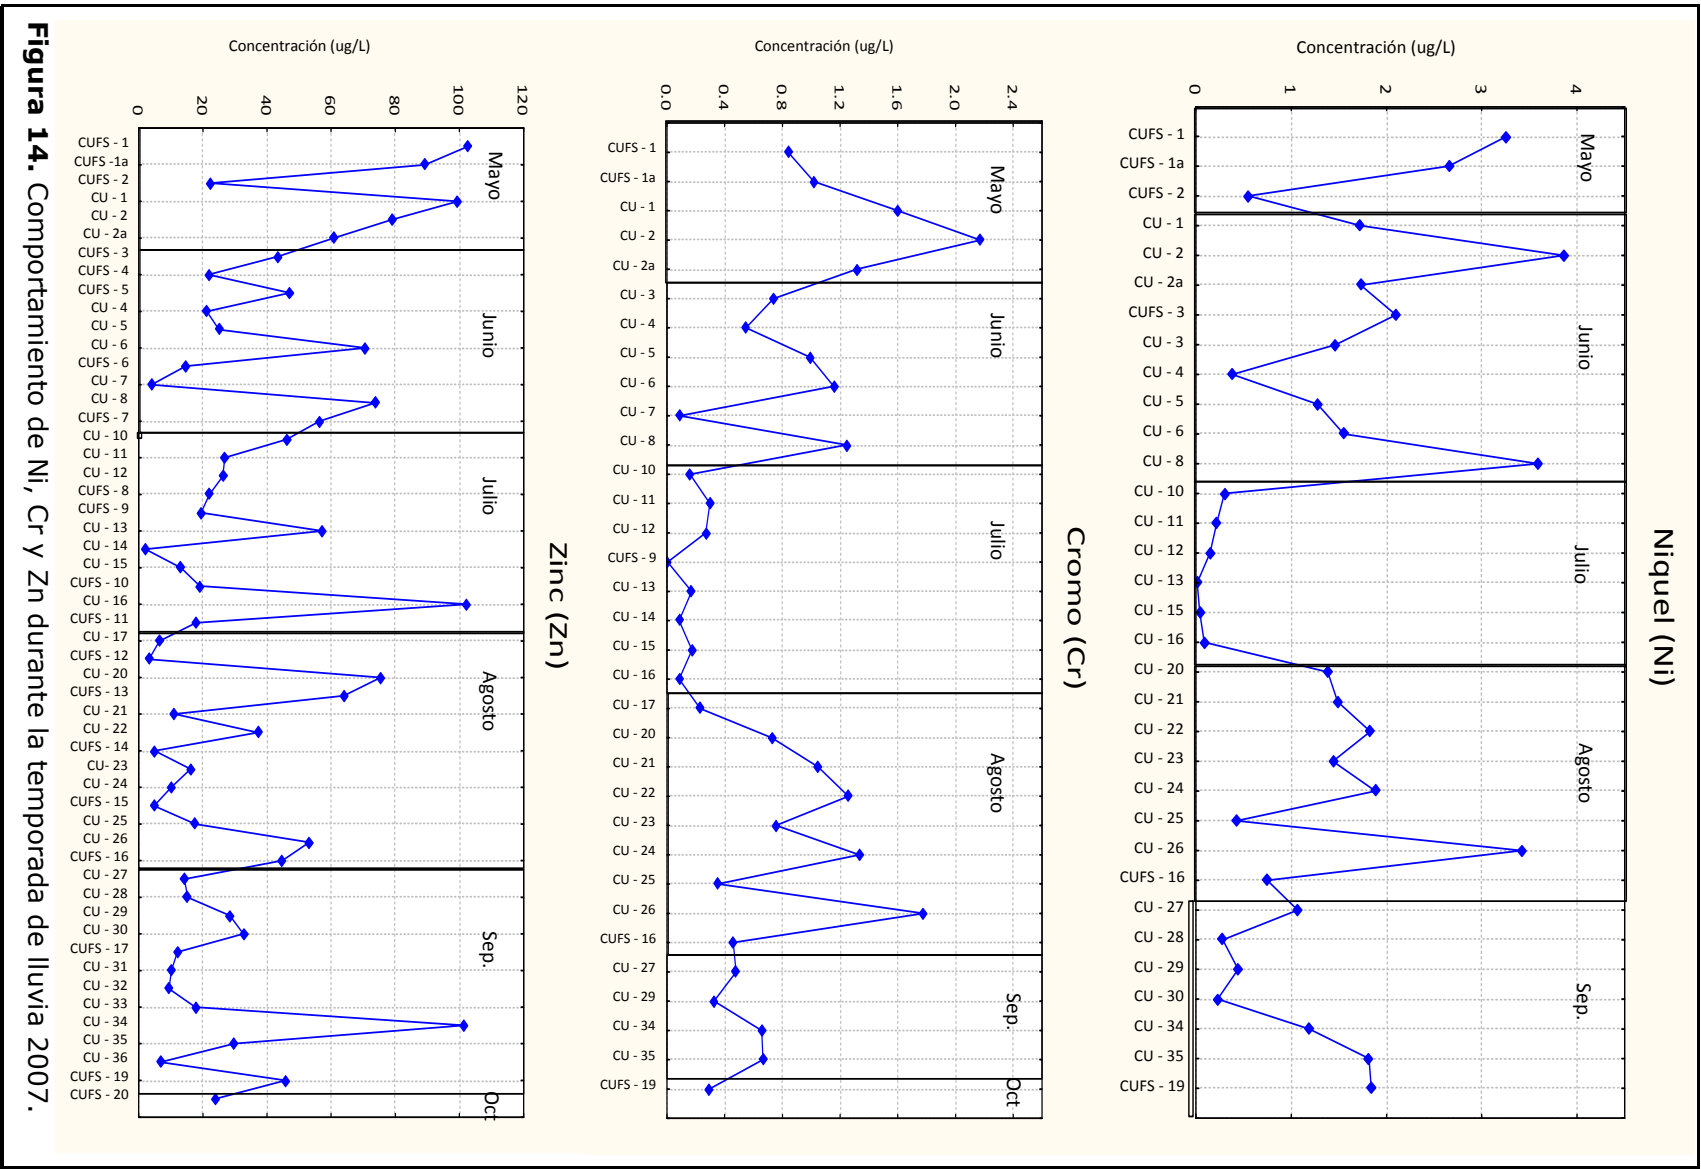 Niquel (Ni)
Concentración (ug/L)
0
1
2
3
4
Mayo
Junio
Julio
Agosto
Sep.
CUFS - 1
CUFS - 1a
CUFS - 2
CU - 1
CU - 2
CU - 2a
CUFS - 3
CU - 3
CU - 4
CU - 5
CU - 6
CU - 8
CU - 10
CU - 11
CU - 12
CU - 13
CU - 15
CU - 16
CU - 20
CU - 21
CU - 22
CU - 23
CU - 24
CU - 25
CU - 26
CUFS - 16
CU - 27
CU - 28
CU - 29
CU - 30
CU - 34
CU - 35
CUFS - 19
Cromo (Cr)
Concentración (ug/L)
0.0
0.4
0.8
1.2
1.6
2.0
2.4
Mayo
Junio
Julio
Agosto
Sep.
Oct
CUFS - 1
CUFS - 1a
CU - 1
CU - 2
CU - 2a
CU - 3
CU - 4
CU - 5
CU - 6
CU - 7
CU - 8
CU - 10
CU - 11
CU - 12
CUFS - 9
CU - 13
CU - 14
CU - 15
CU - 16
CU - 17
CU - 20
CU - 21
CU - 22
CU - 23
CU - 24
CU - 25
CU - 26
CUFS - 16
CU - 27
CU - 29
CU - 34
CU - 35
CUFS - 19
Zinc (Zn)
Concentración (ug/L)
0
20
40
60
80
100
120
Mayo
Junio
Julio
Agosto
Sep.
Oct
CUFS - 1
CUFS -1a
CUFS - 2
CU - 1
CU - 2
CU - 2a
CUFS - 3
CUFS - 4
CUFS - 5
CU - 4
CU - 5
CU - 6
CUFS - 6
CU - 7
CU - 8
CUFS - 7
CU - 10
CU - 11
CU - 12
CUFS - 8
CUFS - 9
CU - 13
CU - 14
CU - 15
CUFS - 10
CU - 16
CUFS - 11
CU - 17
CUFS - 12
CU - 20
CUFS - 13
CU - 21
CU - 22
CUFS - 14
CU- 23
CU - 24
CUFS - 15
CU - 25
CU - 26
CUFS - 16
CU - 27
CU - 28
CU - 29
CU - 30
CUFS - 17
CU - 31
CU - 32
CU - 33
CU - 34
CU - 35
CU - 36
CUFS - 19
CUFS - 20
Figura 14. Comportamiento de Ni, Cr y Zn durante la temporada de lluvia 2007.